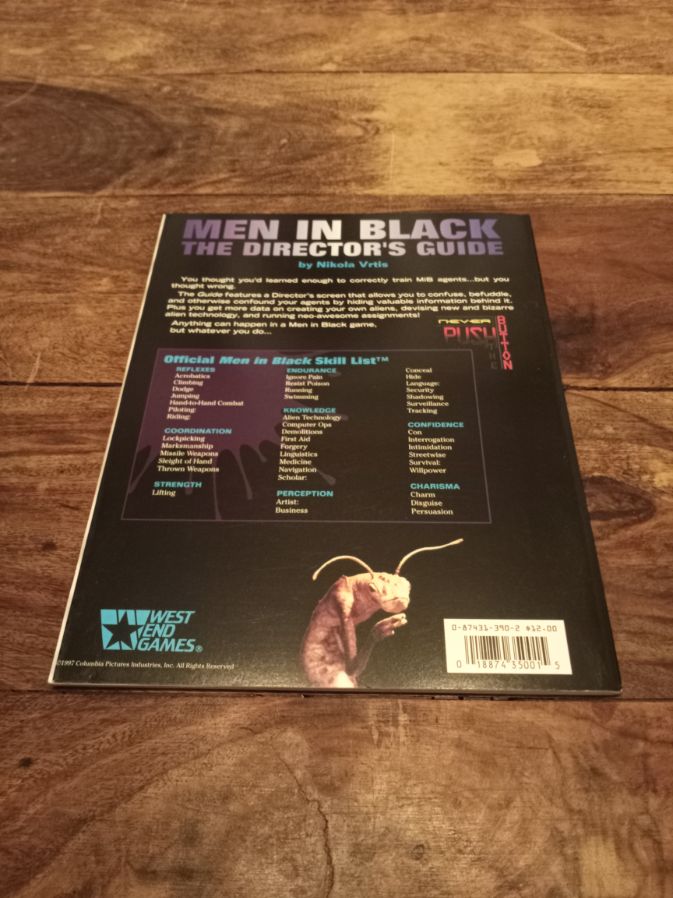 MEN IN BLACK
THE DIRECTOR'S GUIDE
by Nikola Vrtis
You thought you'd learned enough to correctly train MiB agents...but you
thought wrong.
The Guide features a Director's screen that allows you to confuse, befuddle,
and otherwise confound your agents by hiding valuable information behind it.
Plus you get more data on creating your own aliens, devising new and bizarre
alien technology, and running neo-awesome assignments!
Anything can happen in a Men in Black game,
but whatever you do...
NEVER
PUSH
THE
BUTTON
Official Men in Black Skill List™
REFLEXES
Acrobatics
Climbing
Dodge
Jumping
Hand-to-Hand Combat
Piloting:
Riding:
COORDINATION
Lockpicking
Marksmanship
Missile Weapons
Sleight of Hand
Thrown Weapons
STRENGTH
Lifting
ENDURANCE
Ignore Pain
Resist Poison
Running
Swimming
KNOWLEDGE
Alien Technology
Computer Ops
Demolitions
First Aid
Forgery
Linguistics
Medicine
Navigation
Scholar:
PERCEPTION
Artist:
Business
Conceal
Hide
Language:
Security
Shadowing
Surveillance
Tracking
CONFIDENCE
Con
Interrogation
Intimidation
Streetwise
Survival:
Willpower
CHARISMA
Charm
Disguise
Persuasion
WEST
END
GAMES®
©1997 Columbia Pictures Industries, Inc. All Rights Reserved
0-87431-390-2 $12.00
0 18874 35001 5